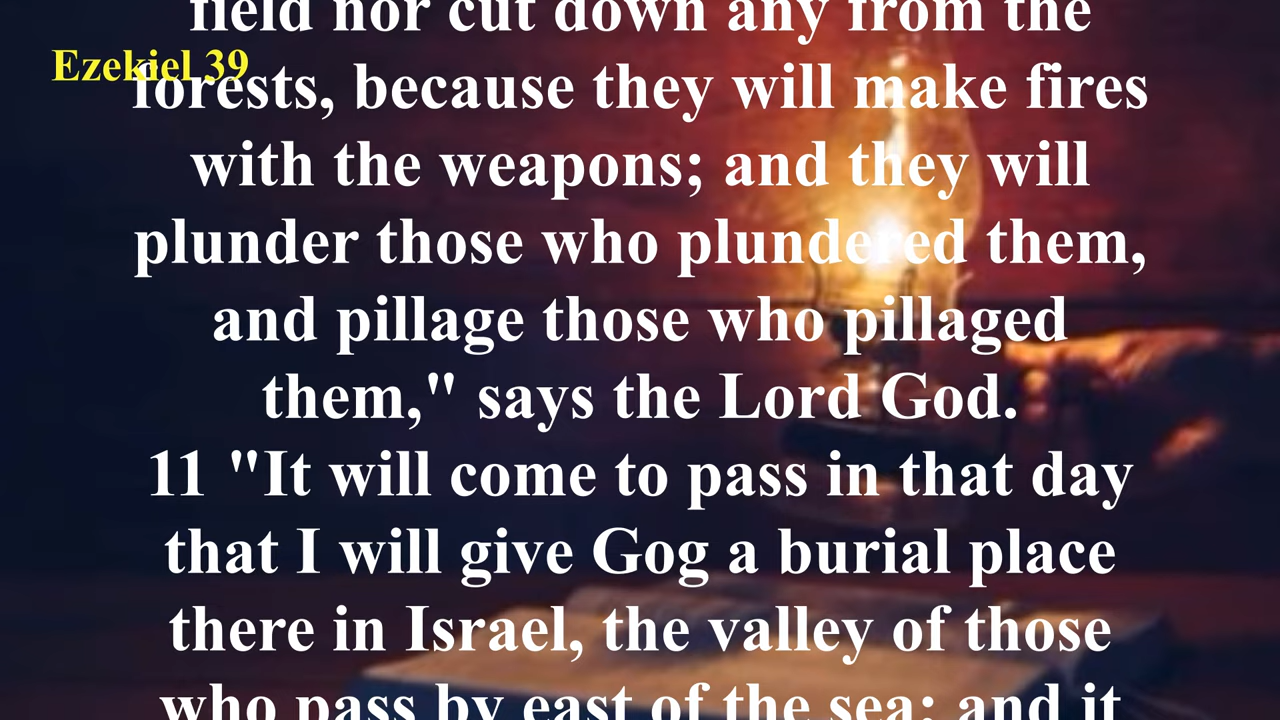 field nor cut down any from the
Ezekiel 39
forests, because they will make fires
with the weapons; and they will
plunder those who plundered them,
and pillage those who pillaged
them," says the Lord God.
11 "It will come to pass in that day
that I will give Gog a burial place
there in Israel, the valley of those
who pass by east of the sea; and it